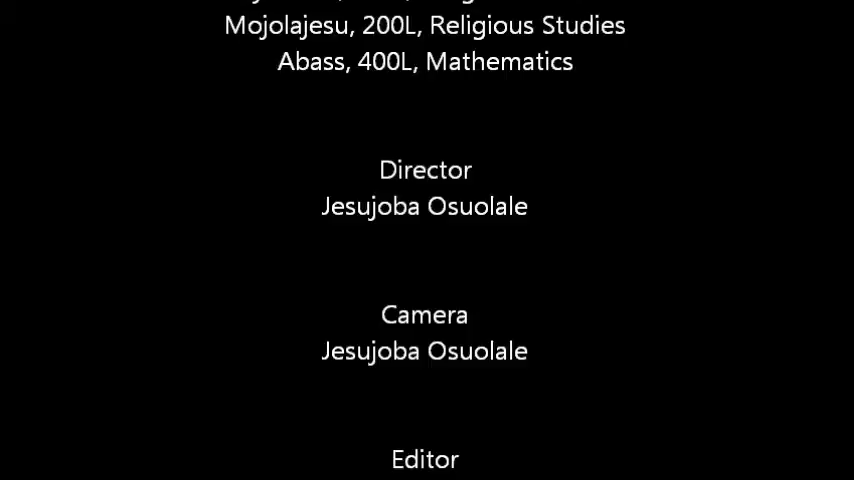 Mojolajesu, 200L, Religious Studies
Abass, 400L, Mathematics
Director
Jesujoba Osuolale
Camera
Jesujoba Osuolale
Editor